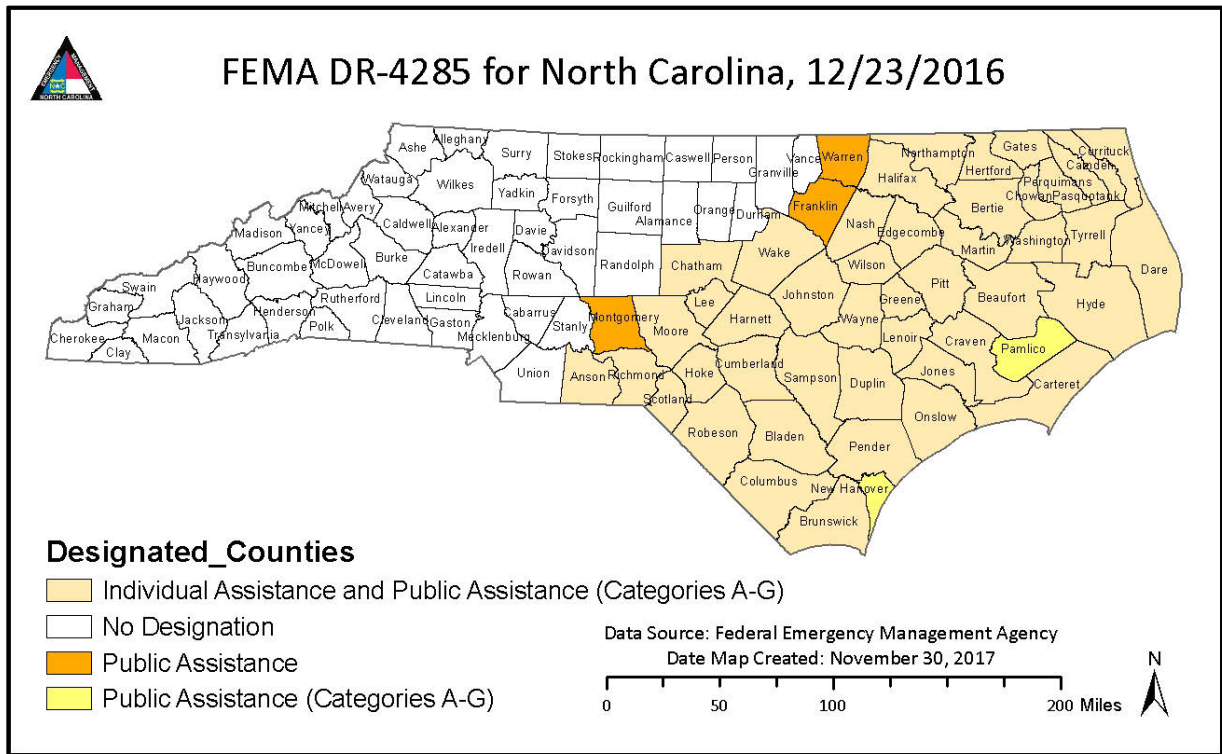 FEMA DR-4285 for North Carolina, 12/23/2016
EMERGENCY
MANAGEMENT
NC
NORTH CAROLINA
Alleghany
Ashe
Surry
Stokes
Rockingham
Caswell
Person
Vance
Granville
Warren
Northampton
Gates
Currituck
Camden
Hertford
Halifax
Watauga
Wilkes
Yadkin
Forsyth
Guilford
Alamance
Orange
Durham
Franklin
Perquimans
Pasquotank
Chowan
Bertie
Mitchell
Avery
Yancey
Madison
Caldwell
Alexander
Iredell
Davie
Davidson
Nash
Edgecombe
Martin
Washington
Tyrrell
Dare
Buncombe
McDowell
Burke
Catawba
Rowan
Randolph
Chatham
Wake
Wilson
Pitt
Beaufort
Hyde
Haywood
Swain
Graham
Rutherford
Lincoln
Cabarrus
Lee
Johnston
Greene
Cherokee
Clay
Macon
Jackson
Transylvania
Henderson
Polk
Cleveland
Gaston
Mecklenburg
Stanly
Montgomery
Moore
Harnett
Wayne
Lenoir
Craven
Pamlico
Union
Anson
Richmond
Scotland
Hoke
Cumberland
Sampson
Duplin
Jones
Carteret
Onslow
Robeson
Bladen
Pender
Columbus
New Hanover
Brunswick
Designated_Counties
Individual Assistance and Public Assistance (Categories A-G)
No Designation
Public Assistance
Public Assistance (Categories A-G)
Data Source: Federal Emergency Management Agency
Date Map Created: November 30, 2017
0 50 100 200 Miles
N